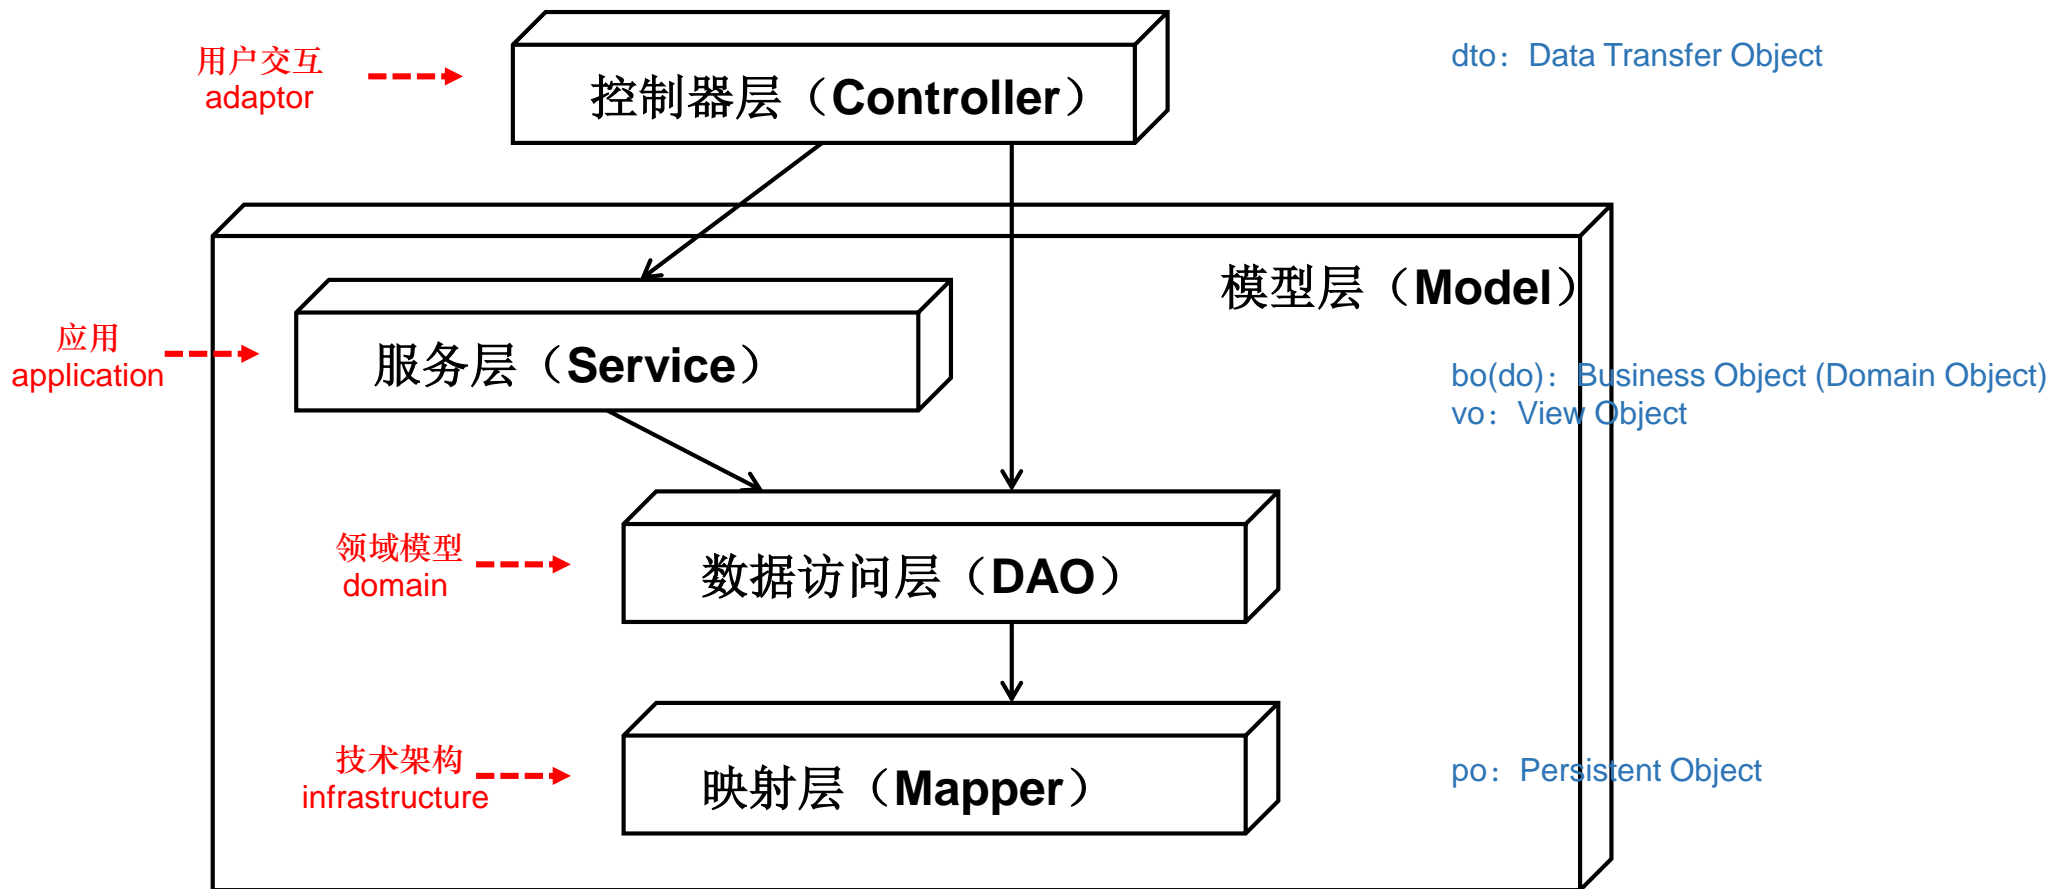 用户交互
adaptor
控制器层（Controller）
dto：Data Transfer Object
模型层（Model）
应用
application
服务层（Service）
bo(do)：Business Object (Domain Object)
vo：View Object
领域模型
domain
数据访问层（DAO）
技术架构
infrastructure
映射层（Mapper）
po：Persistent Object